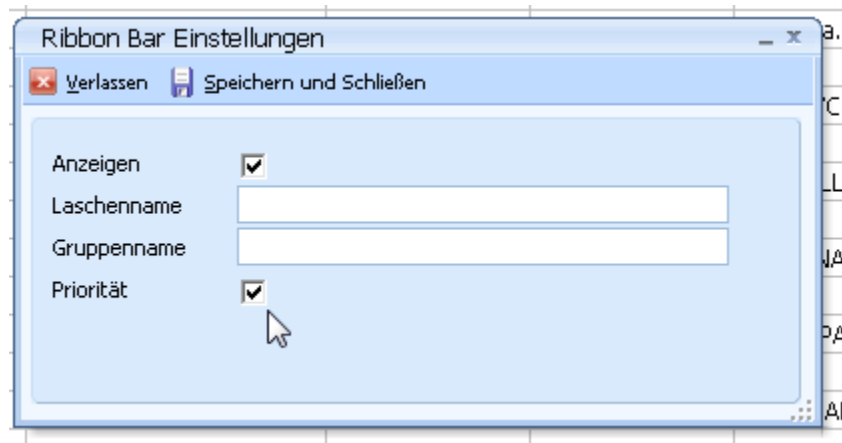 Ribbon Bar Einstellungen
Verlassen Speichern und Schließen
Anzeigen
Laschenname
Gruppenname
Priorität